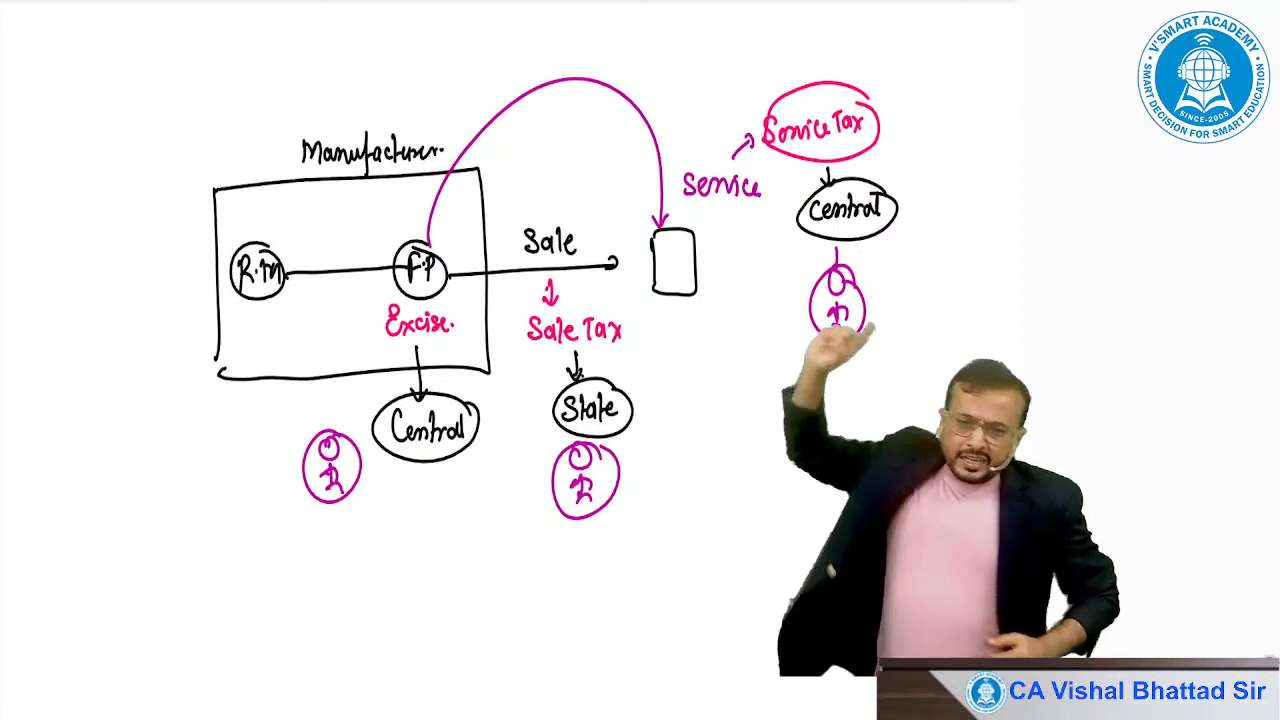 V'SMART ACADEMY
SMART DECISION FOR SMART EDUCATION
SINCE-2005
Manufacturer.
Service Tax
Service
Central
Sale
R.M
F.P
Excise.
Sale Tax
Central
State
CA Vishal Bhattad Sir